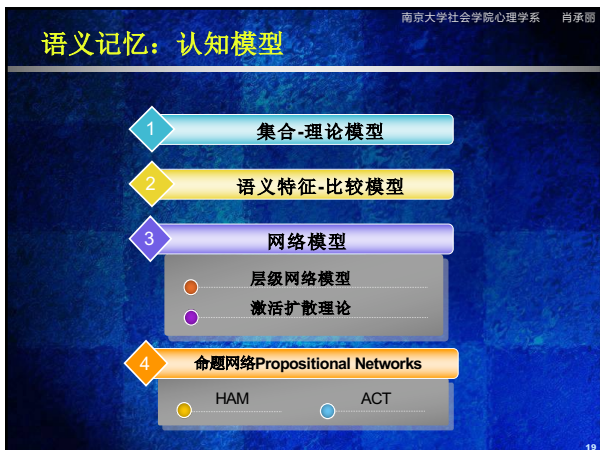 南京大学社会学院心理学系 肖承丽
语义记忆：认知模型
1 集合-理论模型
2 语义特征-比较模型
3 网络模型
层级网络模型
激活扩散理论
4 命题网络Propositional Networks
HAM ACT
19